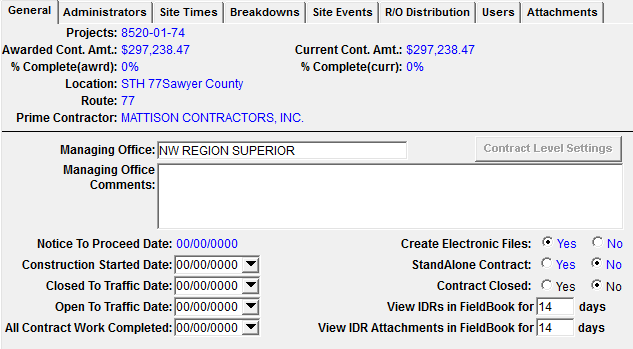 General Administrators Site Times Breakdowns Site Events R/O Distribution Users Attachments
Projects: 8520-01-74
Awarded Cont. Amt.: $297,238.47 Current Cont. Amt.: $297,238.47
% Complete(awrd): 0% % Complete(curr): 0%
Location: STH 77Sawyer County
Route: 77
Prime Contractor: MATTISON CONTRACTORS, INC.
Managing Office: NW REGION SUPERIOR Contract Level Settings
Managing Office
Comments:
Notice To Proceed Date: 00/00/0000 Create Electronic Files: Yes No
Construction Started Date: 00/00/0000 StandAlone Contract: Yes No
Closed To Traffic Date: 00/00/0000 Contract Closed: Yes No
Open To Traffic Date: 00/00/0000 View IDRs in FieldBook for 14 days
All Contract Work Completed: 00/00/0000 View IDR Attachments in FieldBook for 14 days